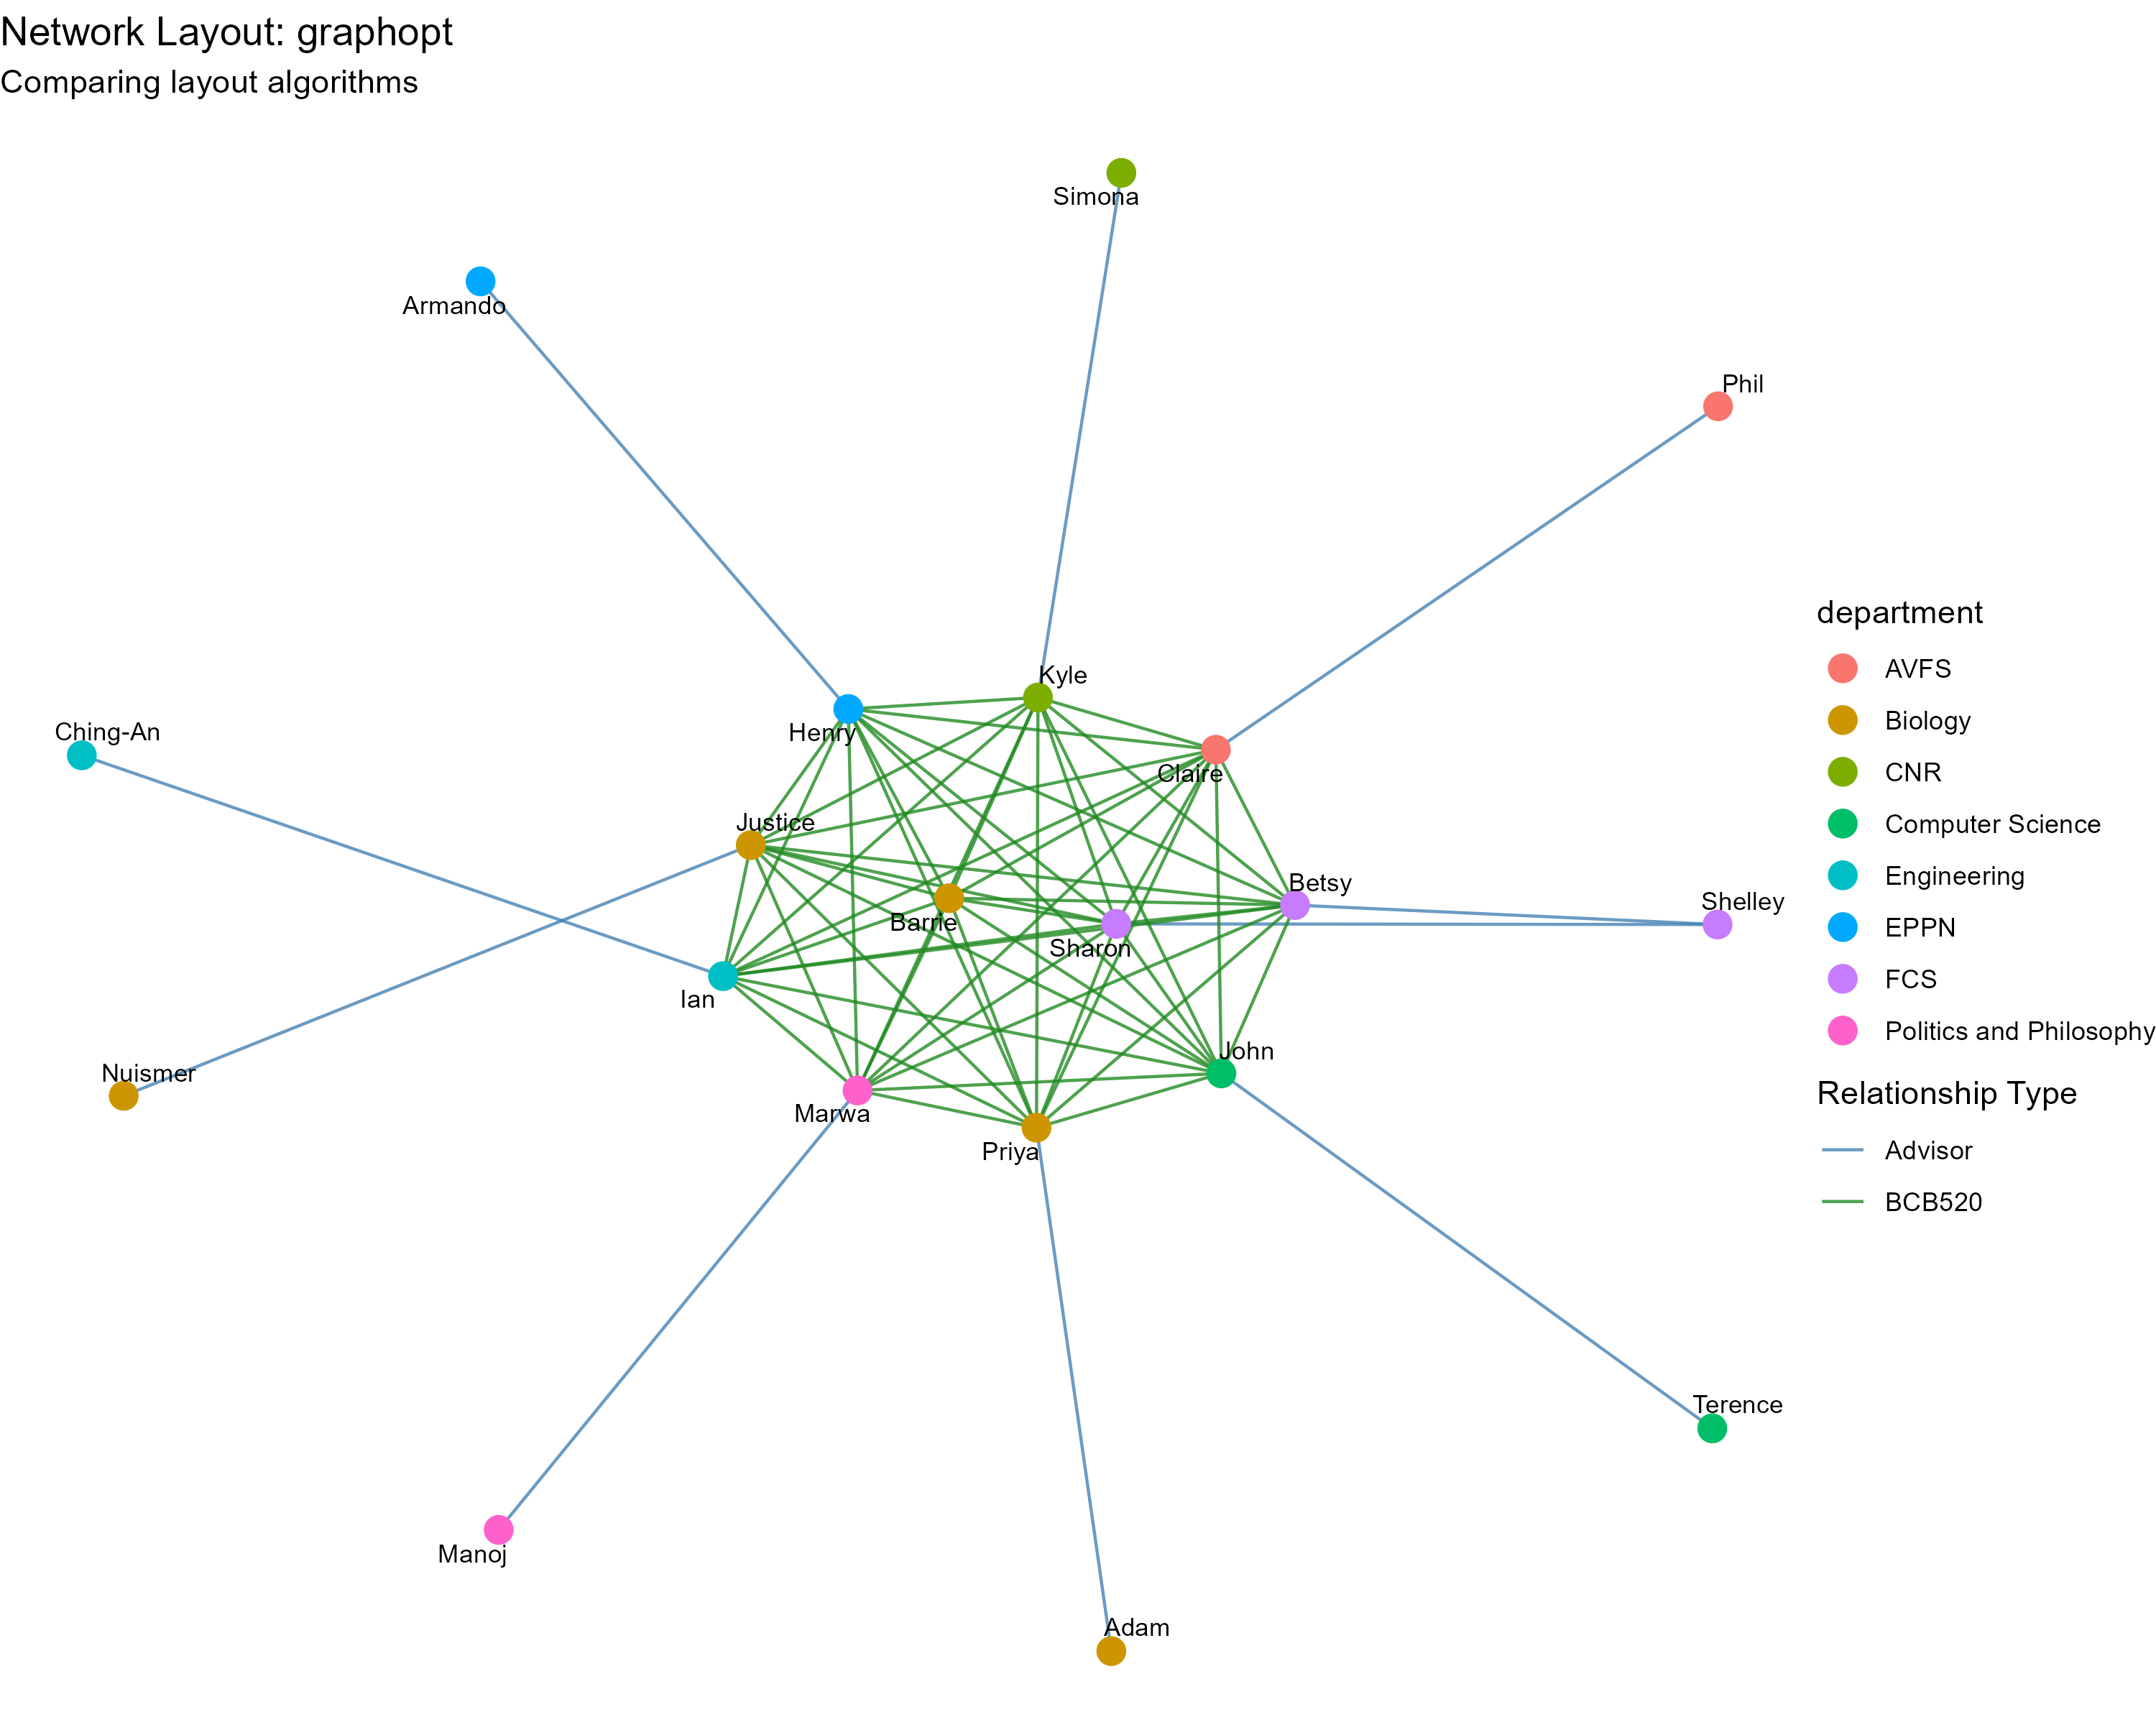 Network Layout: graphopt
Comparing layout algorithms
Simona
Armando
Phil
Kyle
Henry
Ching-An
Claire
Justice
Betsy
Shelley
Barrie
Sharon
Ian
John
Nuismer
Marwa
Priya
Terence
Manoj
Adam
department
AVFS
Biology
CNR
Computer Science
Engineering
EPPN
FCS
Politics and Philosophy
Relationship Type
Advisor
BCB520